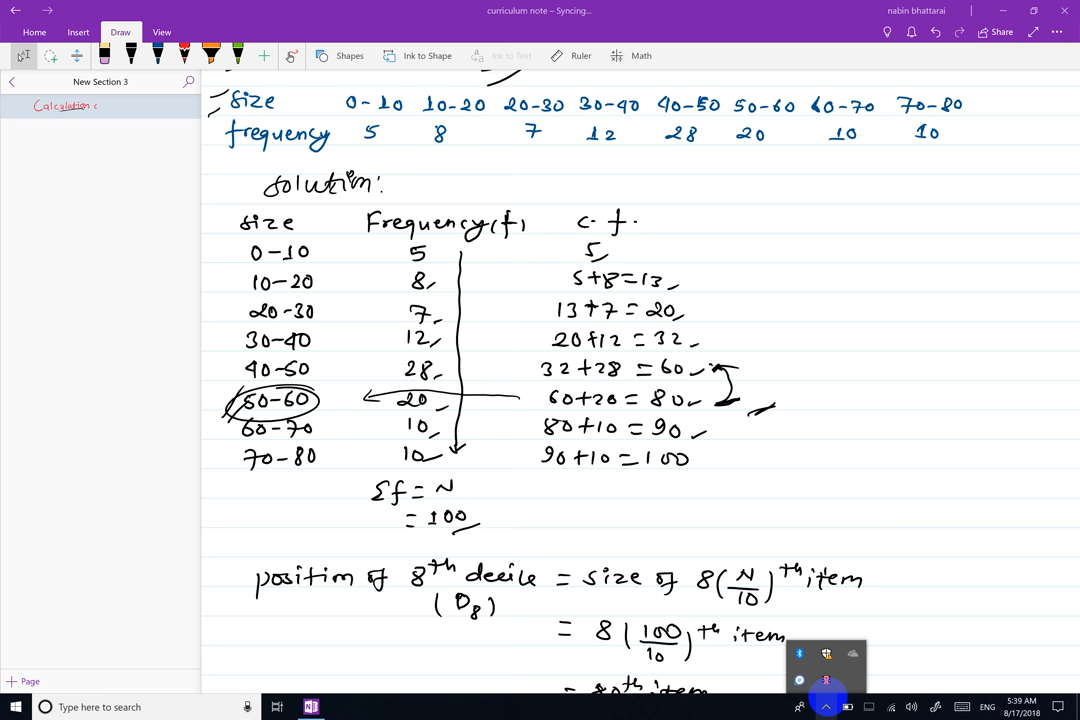 curriculum note – Syncing...
nabin bhattarai
Home Insert Draw View
Share
Shapes Ink to Shape Ink to Text Ruler Math
New Section 3
Calculation
size 0-10 10-20 20-30 30-40 40-50 50-60 60-70 70-80
frequency 5 8 7 12 28 20 10 10
Solution:
size Frequency(f) c.f.
0-10 5 5
10-20 8 5+8=13
20-30 7 13+7=20
30-40 12 20+12=32
40-50 28 32+28=60
50-60 20 60+20=80
60-70 10 80+10=90
70-80 10 90+10=100
Σf = N
= 100
position of 8th decile = size of 8(N/10)th item
(D8)
= 8(100/10)th item
= 80th item
Page
Type here to search
ENG
5:39 AM
8/17/2018